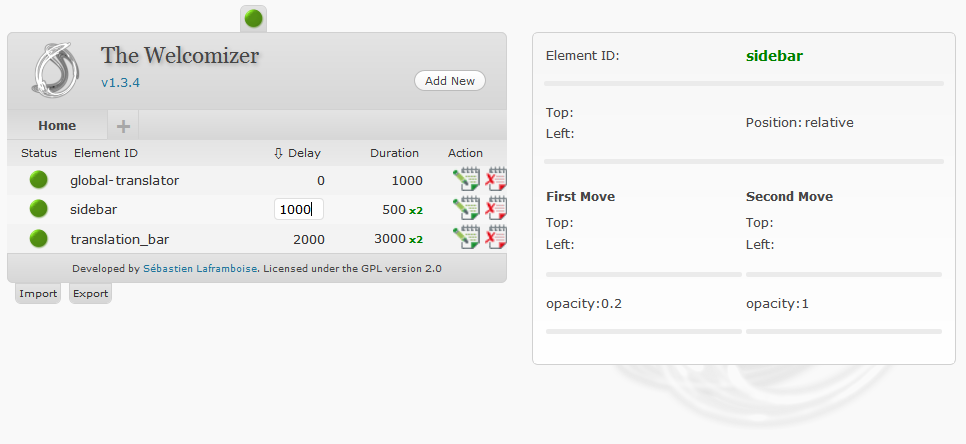 The Welcomizer
v1.3.4
Add New
Home
Status Element ID ⇩ Delay Duration Action
global-translator 0 1000
sidebar 1000 500 x2
translation_bar 2000 3000 x2
Developed by Sébastien Laframboise. Licensed under the GPL version 2.0
Import Export
Element ID: sidebar
Top:
Left:
Position: relative
First Move Second Move
Top: Top:
Left: Left:
opacity:0.2 opacity:1